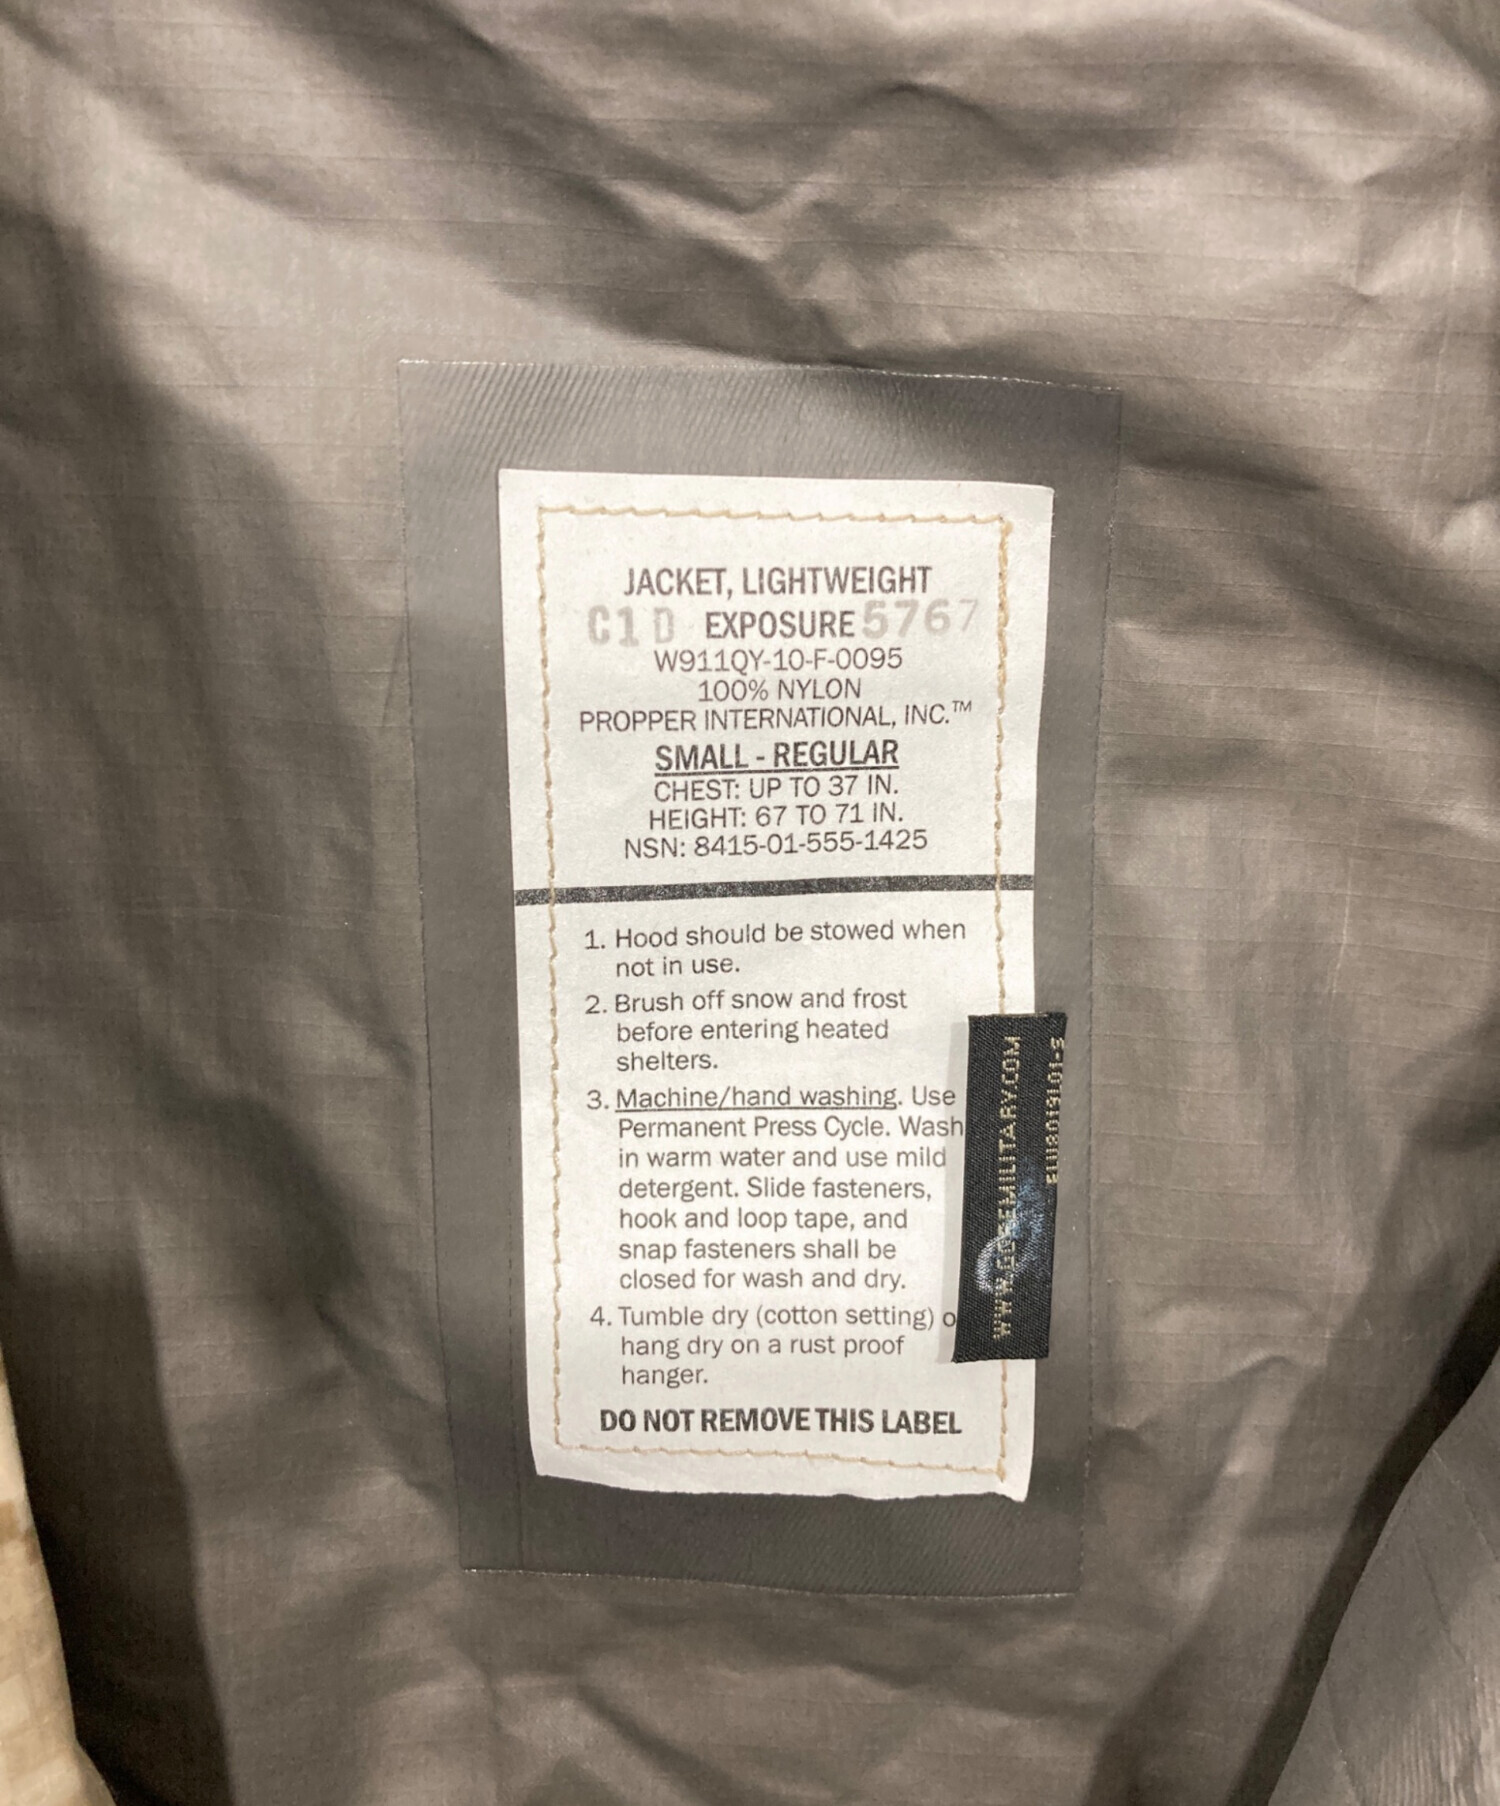 JACKET, LIGHTWEIGHT
C1D EXPOSURE 5767
W911QY-10-F-0095
100% NYLON
PROPPER INTERNATIONAL, INC.™
SMALL - REGULAR
CHEST: UP TO 37 IN.
HEIGHT: 67 TO 71 IN.
NSN: 8415-01-555-1425
1. Hood should be stowed when
not in use.
2. Brush off snow and frost
before entering heated
shelters.
3. Machine/hand washing. Use
Permanent Press Cycle. Wash
in warm water and use mild
detergent. Slide fasteners,
hook and loop tape, and
snap fasteners shall be
closed for wash and dry.
4. Tumble dry (cotton setting) o
hang dry on a rust proof
hanger.
DO NOT REMOVE THIS LABEL